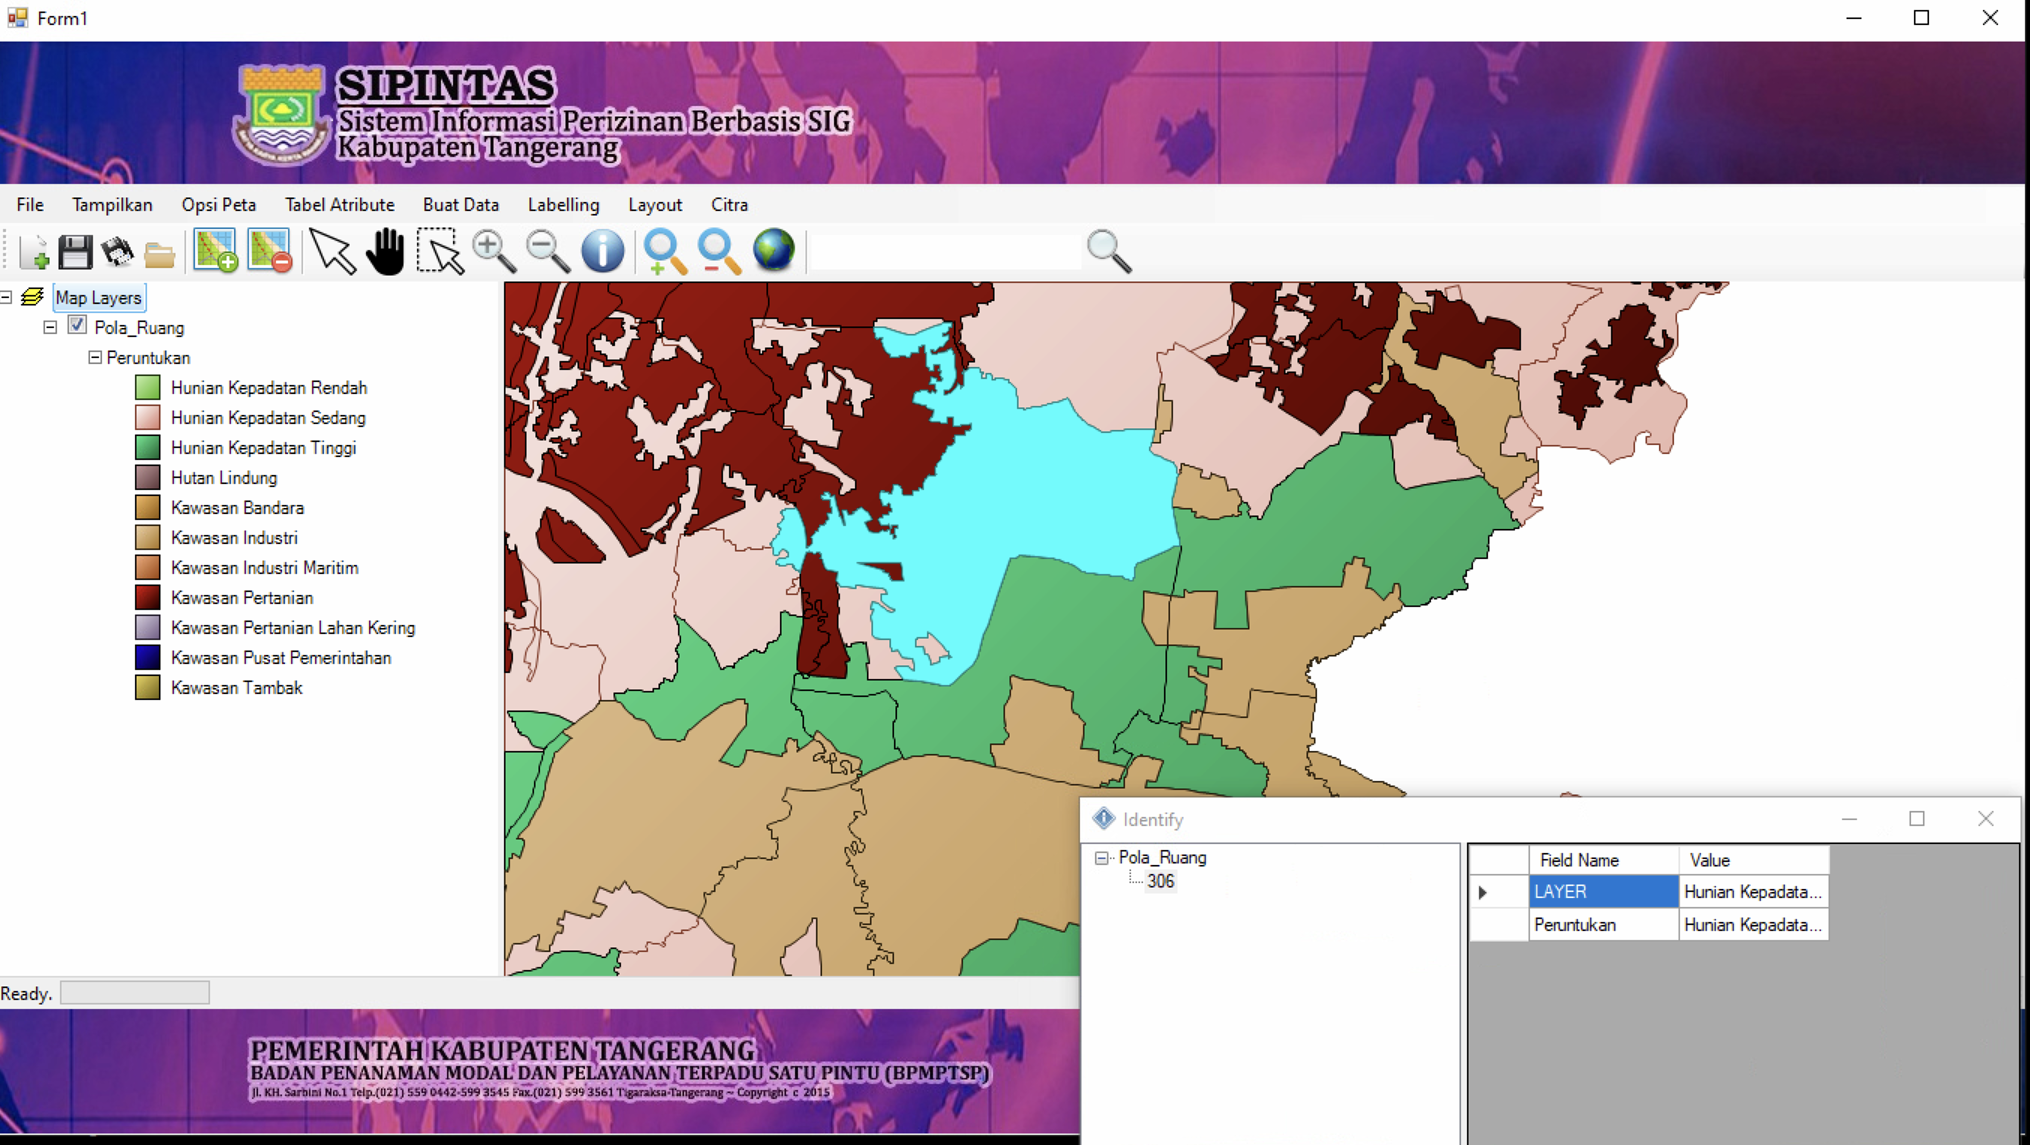 Form1
SIPINTAS
Sistem Informasi Perizinan Berbasis SIG
Kabupaten Tangerang
File Tampilkan Opsi Peta Tabel Atribute Buat Data Labelling Layout Citra
Map Layers
Pola_Ruang
Peruntukan
Hunian Kepadatan Rendah
Hunian Kepadatan Sedang
Hunian Kepadatan Tinggi
Hutan Lindung
Kawasan Bandara
Kawasan Industri
Kawasan Industri Maritim
Kawasan Pertanian
Kawasan Pertanian Lahan Kering
Kawasan Pusat Pemerintahan
Kawasan Tambak
Identify
Pola_Ruang
306
Field Name Value
LAYER Hunian Kepadata...
Peruntukan Hunian Kepadata...
Ready.
PEMERINTAH KABUPATEN TANGERANG
BADAN PENANAMAN MODAL DAN PELAYANAN TERPADU SATU PINTU (BPMPTSP)
Jl. KH. Sarbini No.1 Telp.(021) 559 0442-599 3545 Fax.(021) 599 3561 Tigaraksa-Tangerang ~ Copyright c 2015